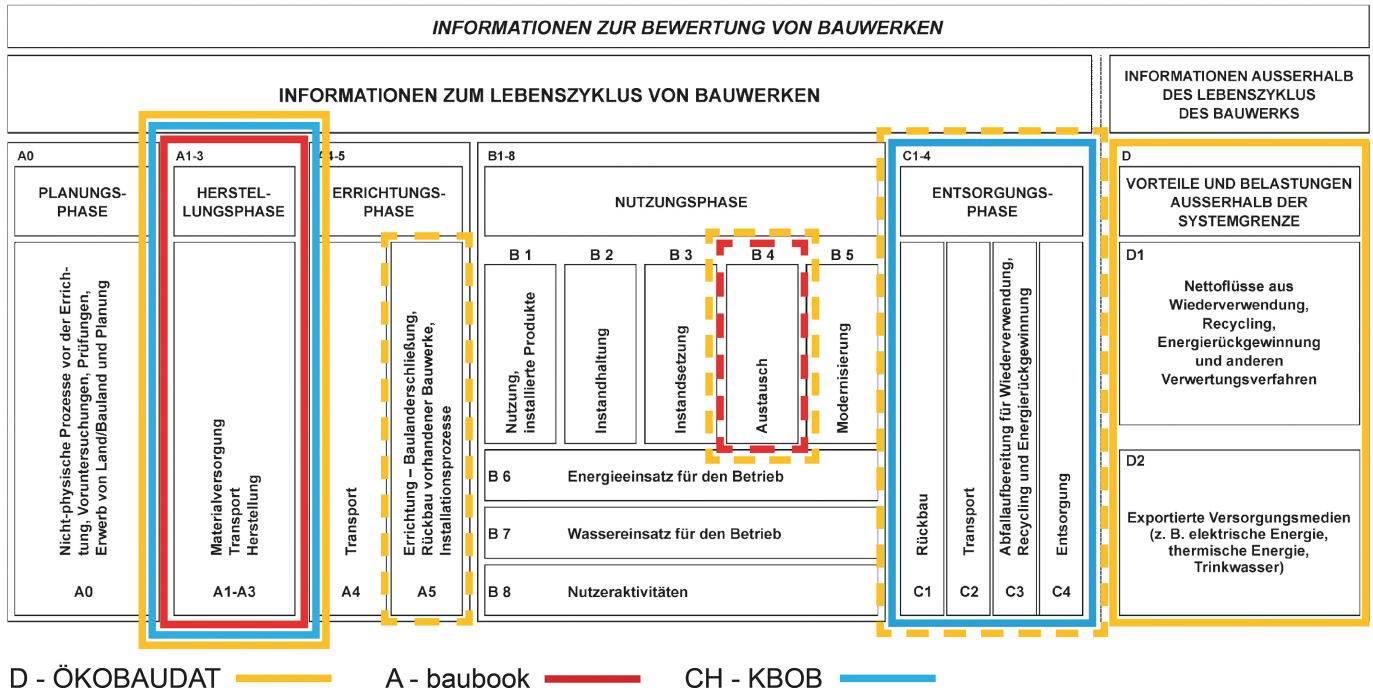 INFORMATIONEN ZUR BEWERTUNG VON BAUWERKEN
INFORMATIONEN ZUM LEBENSZYKLUS VON BAUWERKEN
INFORMATIONEN AUSSERHALB
DES LEBENSZYKLUS
DES BAUWERKS
A0
PLANUNGS-
PHASE
Nicht-physische Prozesse vor der Errich-
tung, Voruntersuchungen, Prüfungen,
Erwerb von Land/Bauland und Planung
A0
A1-3
HERSTEL-
LUNGSPHASE
Materialversorgung
Transport
Herstellung
A1-A3
A4-5
ERRICHTUNGS-
PHASE
Transport
A4
Errichtung – Baulanderschließung,
Rückbau vorhandener Bauwerke,
Installationsprozesse
A5
B1-8
NUTZUNGSPHASE
B 1
Nutzung,
installierte Produkte
B 2
Instandhaltung
B 3
Instandsetzung
B 4
Austausch
B 5
Modernisierung
B 6 Energieeinsatz für den Betrieb
B 7 Wassereinsatz für den Betrieb
B 8 Nutzeraktivitäten
C1-4
ENTSORGUNGS-
PHASE
Rückbau
C1
Transport
C2
Abfallaufbereitung für Wiederverwendung,
Recycling und Energierückgewinnung
C3
Entsorgung
C4
D
VORTEILE UND BELASTUNGEN
AUSSERHALB DER
SYSTEMGRENZE
D1
Nettoflüsse aus
Wiederverwendung,
Recycling,
Energierückgewinnung
und anderen
Verwertungsverfahren
D2
Exportierte Versorgungsmedien
(z. B. elektrische Energie,
thermische Energie,
Trinkwasser)
D - ÖKOBAUDAT
A - baubook
CH - KBOB